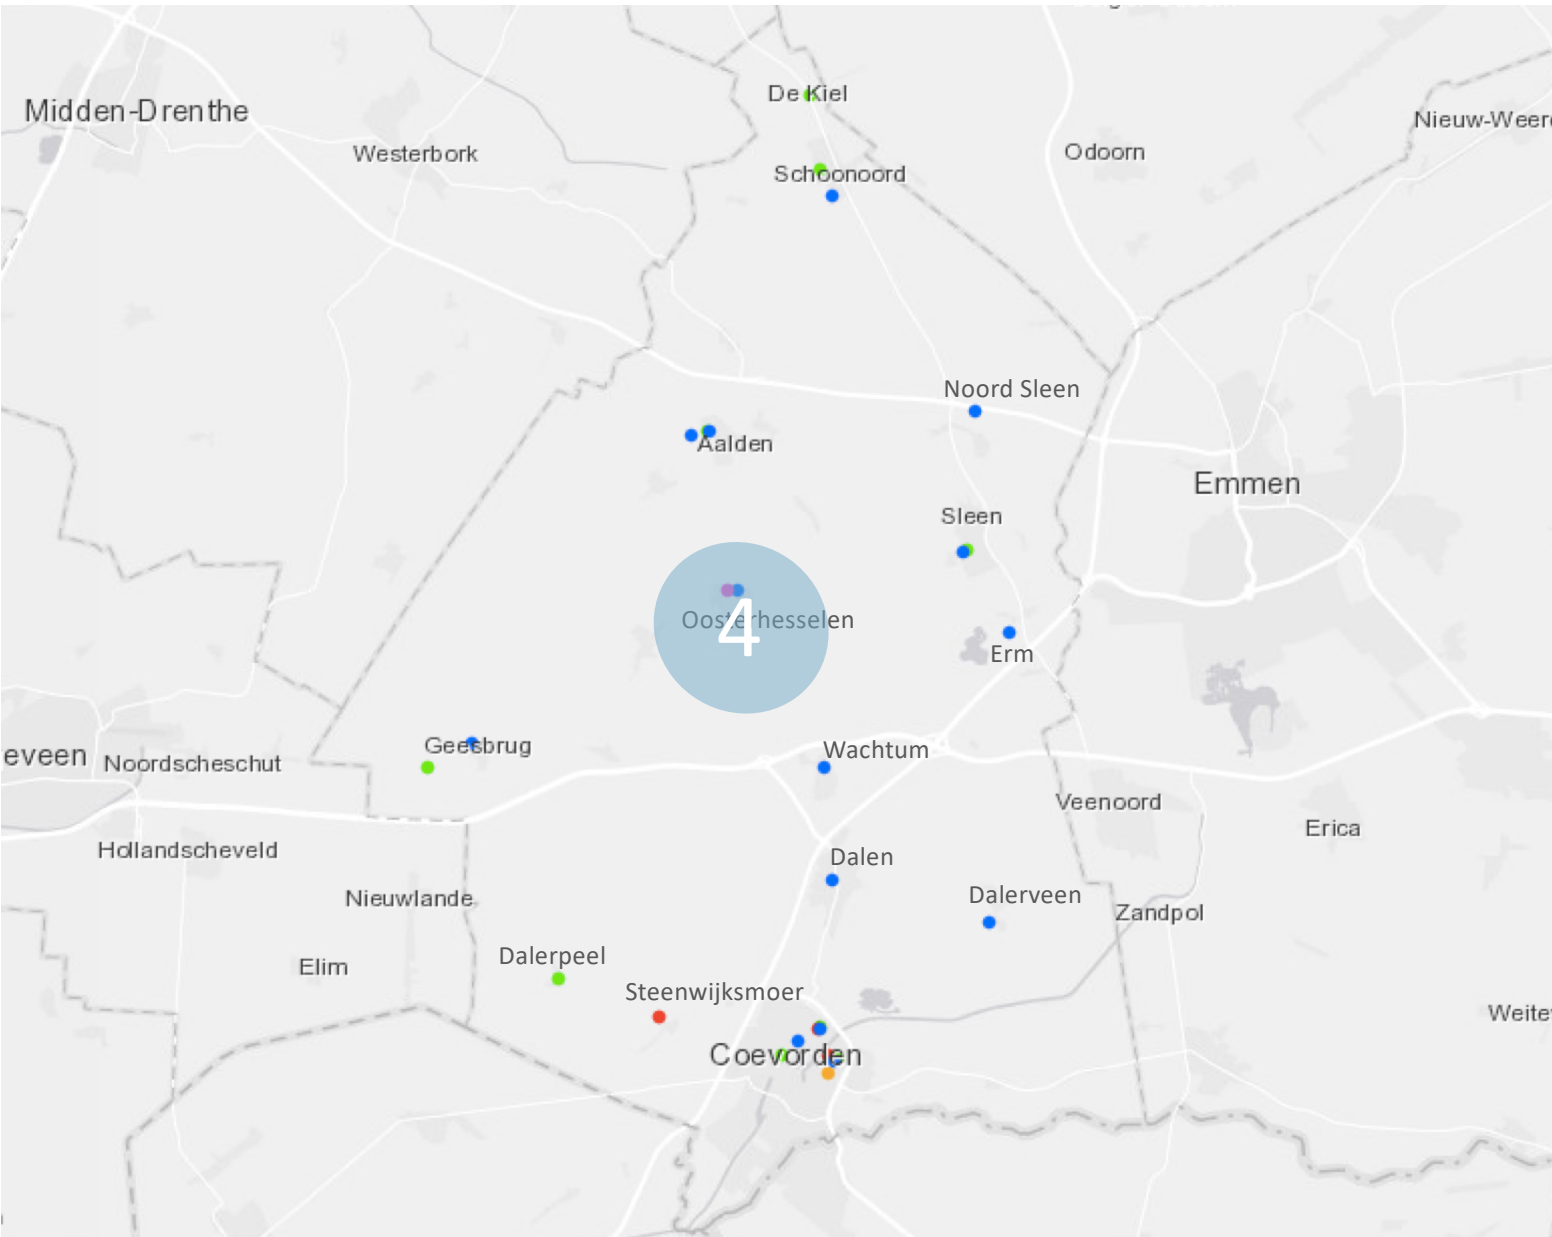 De Kiel
Midden-Drenthe
Nieuw-Weer
Westerbork
Odoorn
Schoonoord
Noord Sleen
Aalden
Emmen
Sleen
Oosterhesselen
4
Erm
Geesbrug
Wachtum
eveen
Noordscheschut
Veenoord
Erica
Hollandscheveld
Dalen
Nieuwlande
Dalerveen
Zandpol
Dalerpeel
Elim
Steenwijksmoer
Weite
Coevorden